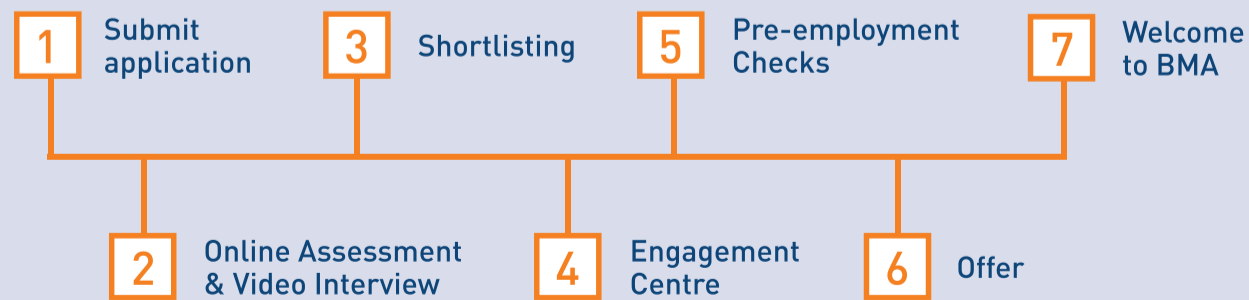 1
Submit
application
2
Online Assessment
& Video Interview
3
Shortlisting
4
Engagement
Centre
5
Pre-employment
Checks
6
Offer
7
Welcome
to BMA